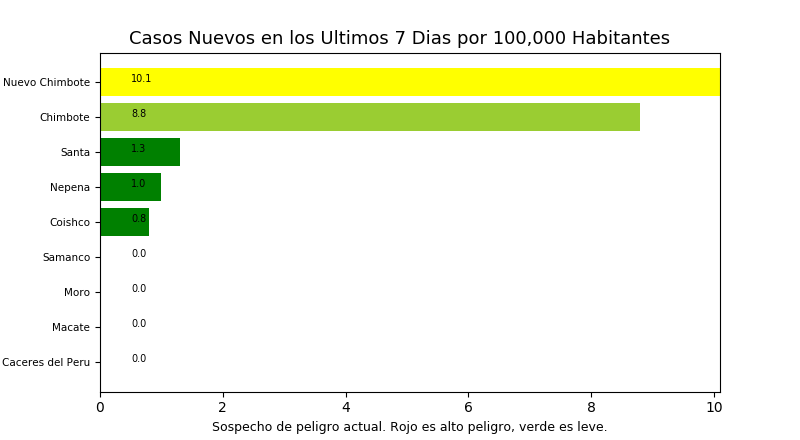 Casos Nuevos en los Ultimos 7 Dias por 100,000 Habitantes
Nuevo Chimbote 10.1
Chimbote 8.8
Santa 1.3
Nepena 1.0
Coishco 0.8
Samanco 0.0
Moro 0.0
Macate 0.0
Caceres del Peru 0.0
0 2 4 6 8 10
Sospecho de peligro actual. Rojo es alto peligro, verde es leve.